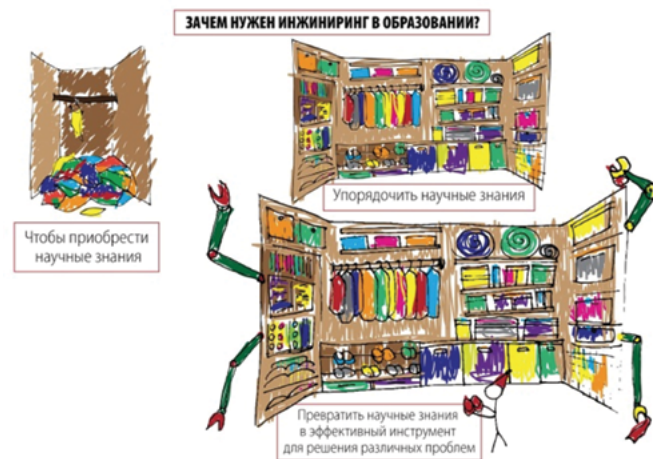 ЗАЧЕМ НУЖЕН ИНЖИНИРИНГ В ОБРАЗОВАНИИ?
Чтобы приобрести
научные знания
Упорядочить научные знания
Превратить научные знания
в эффективный инструмент
для решения различных проблем